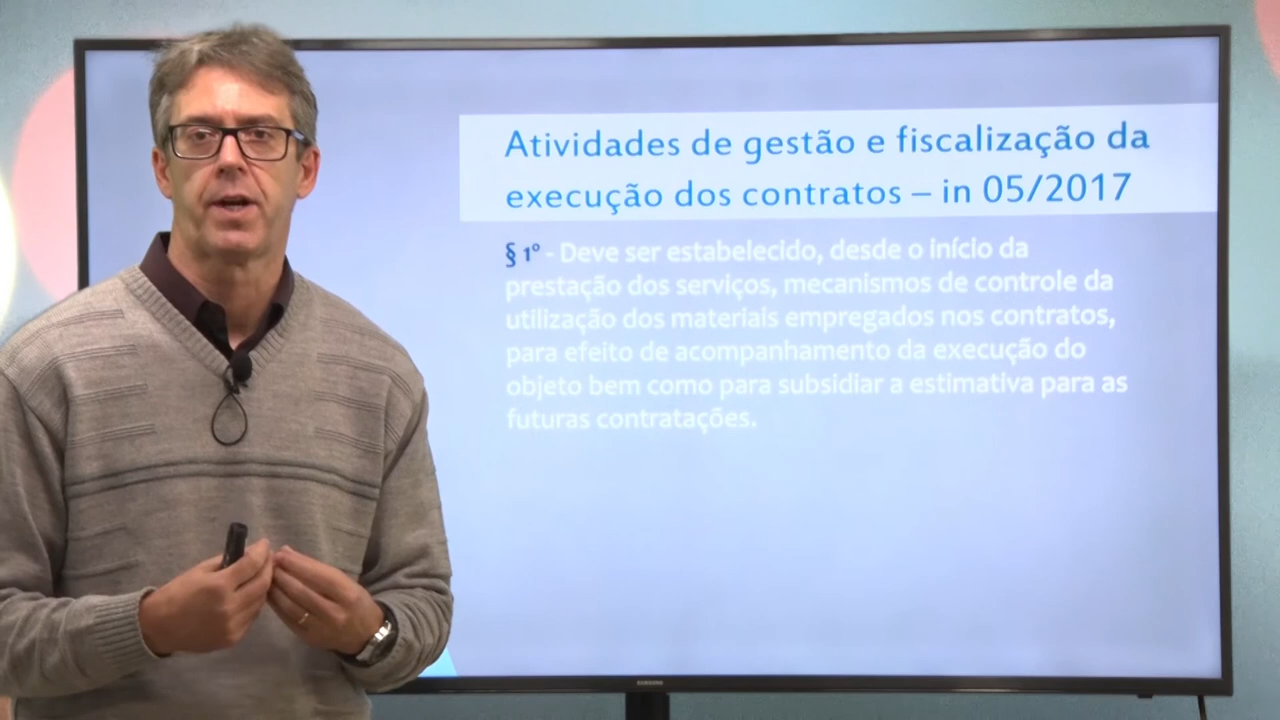 Atividades de gestão e fiscalização da
execução dos contratos – in 05/2017
§ 1º - Deve ser estabelecido, desde o início da
prestação dos serviços, mecanismos de controle da
utilização dos materiais empregados nos contratos,
para efeito de acompanhamento da execução do
objeto bem como para subsidiar a estimativa para as
futuras contratações.
SAMSUNG